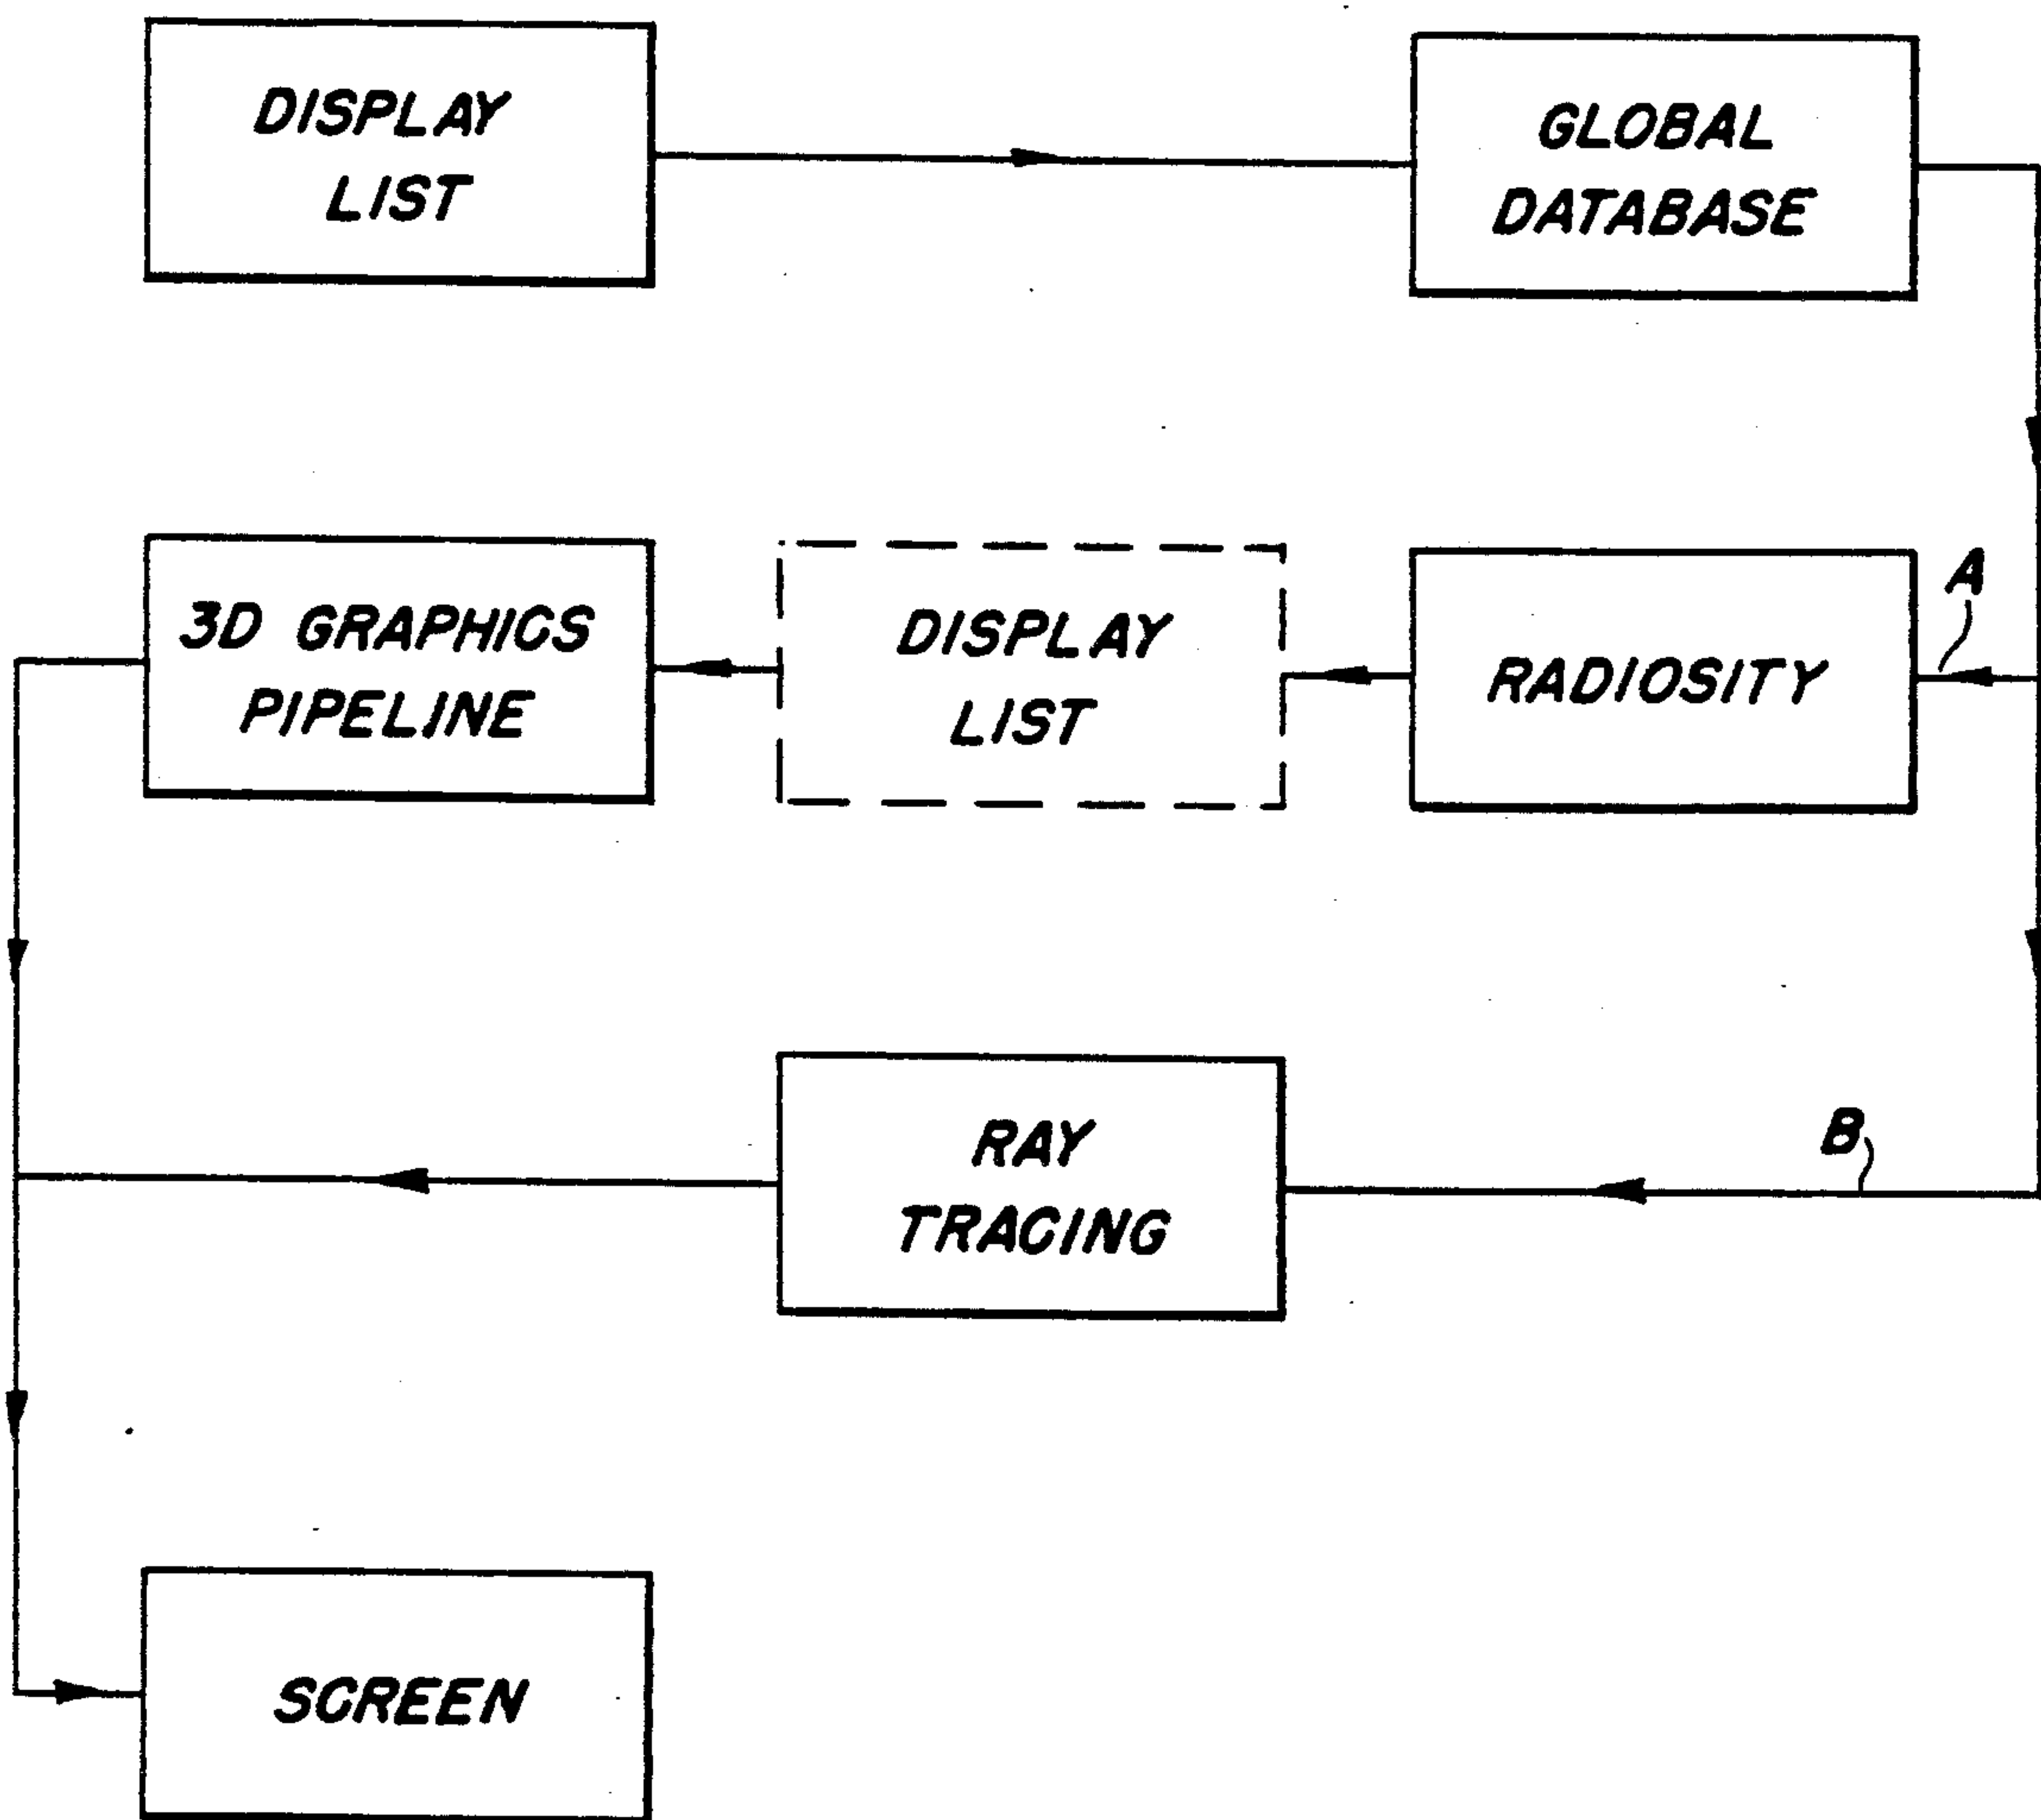 DISPLAY
LIST
GLOBAL
DATABASE
3D GRAPHICS
PIPELINE
DISPLAY
LIST
RADIOSITY
A
RAY
TRACING
B
SCREEN